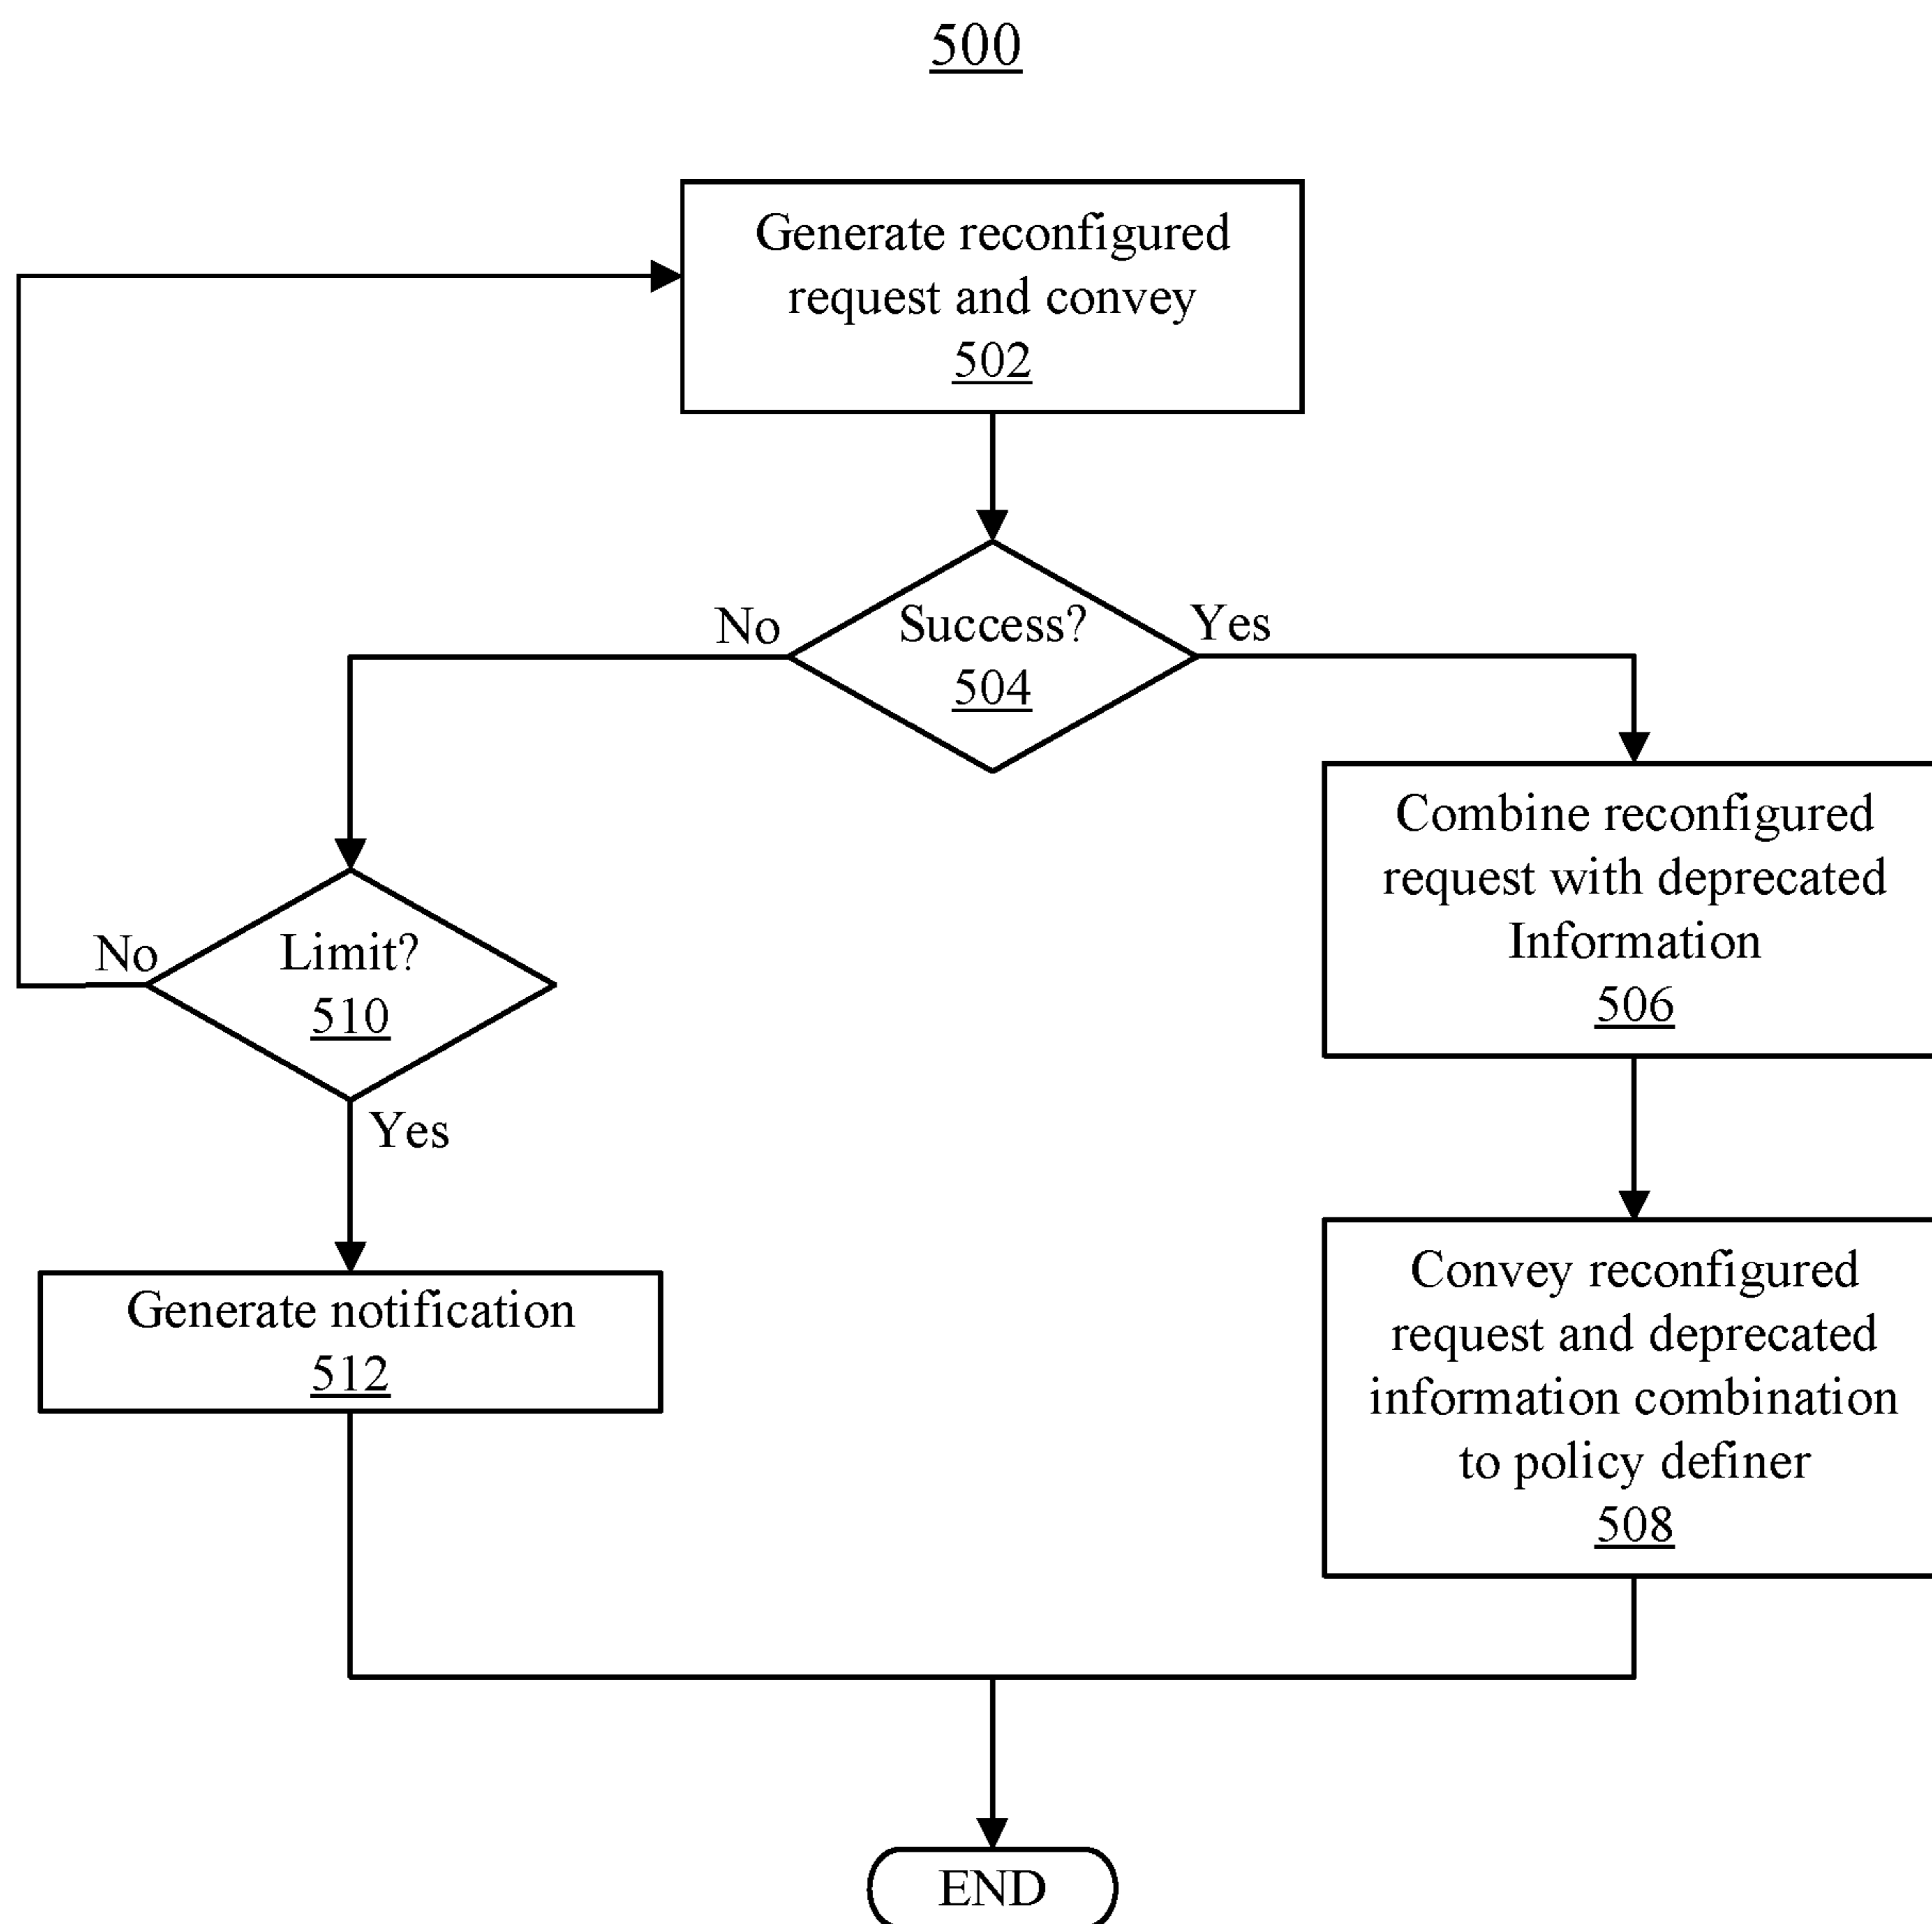 500
Generate reconfigured
request and convey
502
No
Success?
504
Yes
Combine reconfigured
request with deprecated
Information
506
No
Limit?
510
Yes
Generate notification
512
Convey reconfigured
request and deprecated
information combination
to policy definer
508
END